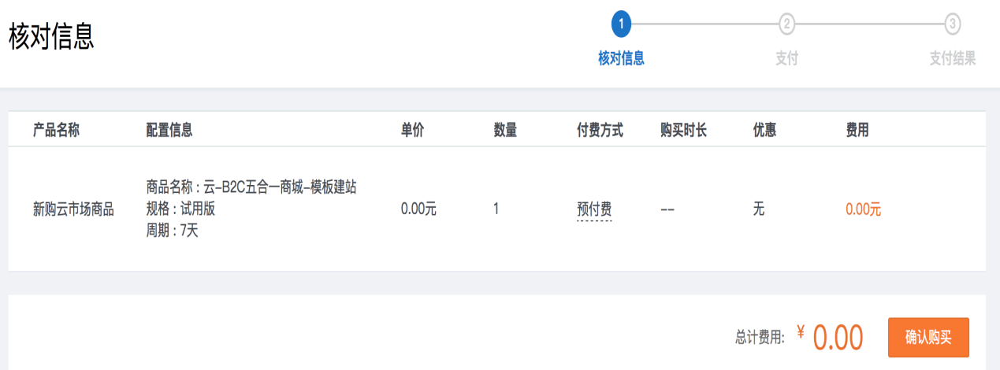 核对信息
1 2 3
核对信息 支付 支付结果
产品名称 配置信息 单价 数量 付费方式 购买时长 优惠 费用
商品名称：云-B2C五合一商城-模板建站
新购云市场商品 规格：试用版 0.00元 1 预付费 -- 无 0.00元
周期：7天
总计费用: ¥ 0.00 确认购买